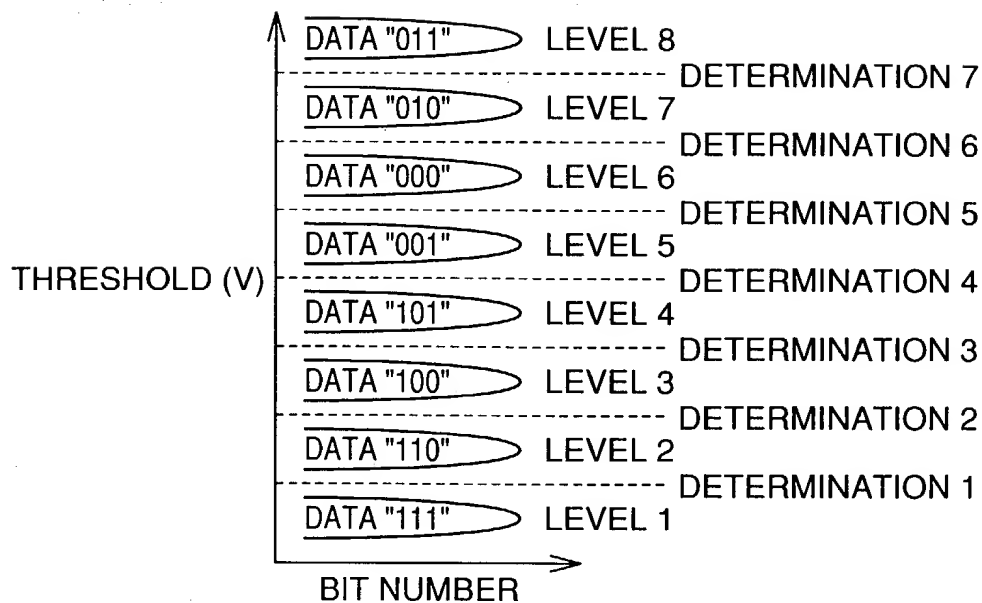 DATA "011" LEVEL 8
DETERMINATION 7
DATA "010" LEVEL 7
DETERMINATION 6
DATA "000" LEVEL 6
DETERMINATION 5
DATA "001" LEVEL 5
THRESHOLD (V)
DETERMINATION 4
DATA "101" LEVEL 4
DETERMINATION 3
DATA "100" LEVEL 3
DETERMINATION 2
DATA "110" LEVEL 2
DETERMINATION 1
DATA "111" LEVEL 1
BIT NUMBER